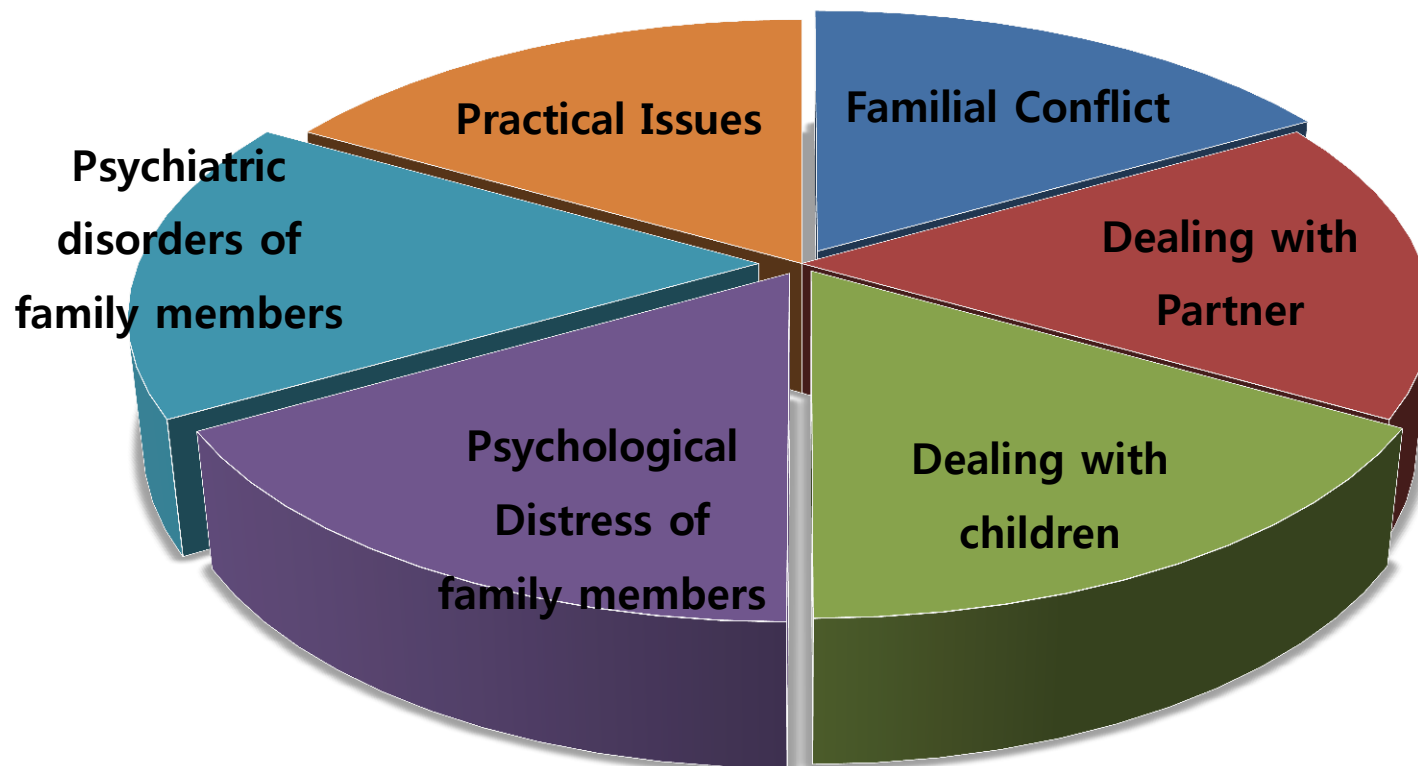 Familial Conflict
Dealing with
Partner
Dealing with
children
Psychological
Distress of
family members
Psychiatric
disorders of
family members
Practical Issues